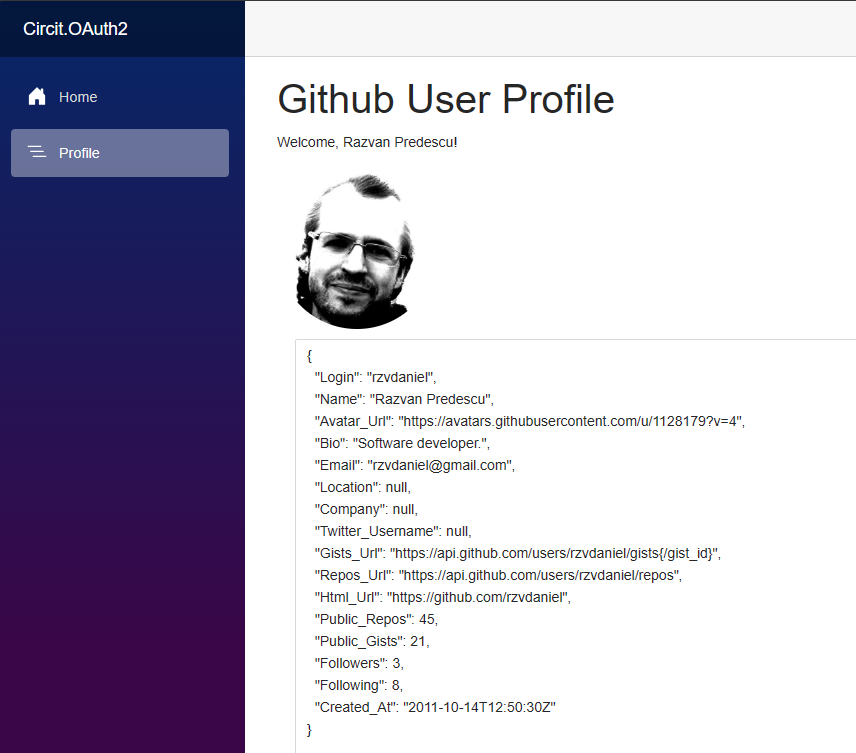 Circit.OAuth2
Home
Profile
Github User Profile
Welcome, Razvan Predescu!
{
"Login": "rzvdaniel",
"Name": "Razvan Predescu",
"Avatar_Url": "https://avatars.githubusercontent.com/u/1128179?v=4",
"Bio": "Software developer.",
"Email": "rzvdaniel@gmail.com",
"Location": null,
"Company": null,
"Twitter_Username": null,
"Gists_Url": "https://api.github.com/users/rzvdaniel/gists{/gist_id}",
"Repos_Url": "https://api.github.com/users/rzvdaniel/repos",
"Html_Url": "https://github.com/rzvdaniel",
"Public_Repos": 45,
"Public_Gists": 21,
"Followers": 3,
"Following": 8,
"Created_At": "2011-10-14T12:50:30Z"
}